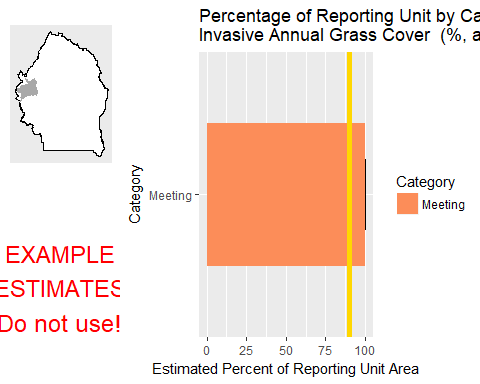 Percentage of Reporting Unit by Ca
Invasive Annual Grass Cover (%, a
Category
Meeting
Category
Meeting
EXAMPLE
ESTIMATES
Do not use!
0 25 50 75 100
Estimated Percent of Reporting Unit Area